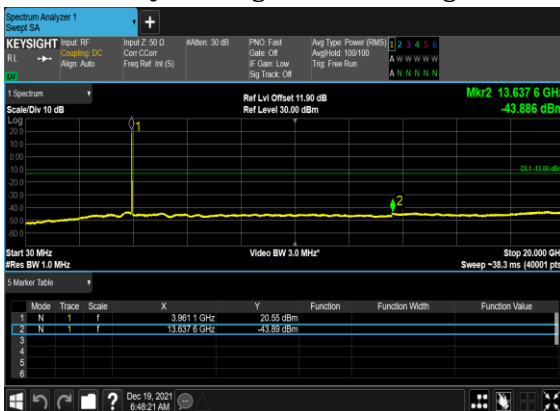 Spectrum Analyzer 1
Swept SA
+
KEYSIGHT Input: RF Input Z: 50 Ω #Atten: 30 dB PNO: Fast Avg Type: Power (RMS) 1 2 3 4 5 6
RL Coupling: DC Corr CCorr Gate: Off Avg|Hold: 100/100 A W W W W W
Align: Auto Freq Ref: Int (S) IF Gain: Low Trig: Free Run A N N N N N
Sig Track: Off
LV
1 Spectrum Ref Lvl Offset 11.90 dB Mkr2 13.637 6 GHz
Scale/Div 10 dB Ref Level 30.00 dBm -43.886 dBm
Log
1
20.0
10.0
0.00
-10.0
DL1 -13.00 dBm
-20.0
-30.0
2
-40.0
-50.0
-60.0
Start 30 MHz Video BW 3.0 MHz* Stop 20.000 GH
#Res BW 1.0 MHz Sweep ~38.3 ms (40001 pts
5 Marker Table
Mode Trace Scale X Y Function Function Width Function Value
1 N 1 f 3.961 1 GHz 20.55 dBm
2 N 1 f 13.637 6 GHz -43.89 dBm
3
4
5
6
? Dec 19, 2021
6:48:21 AM